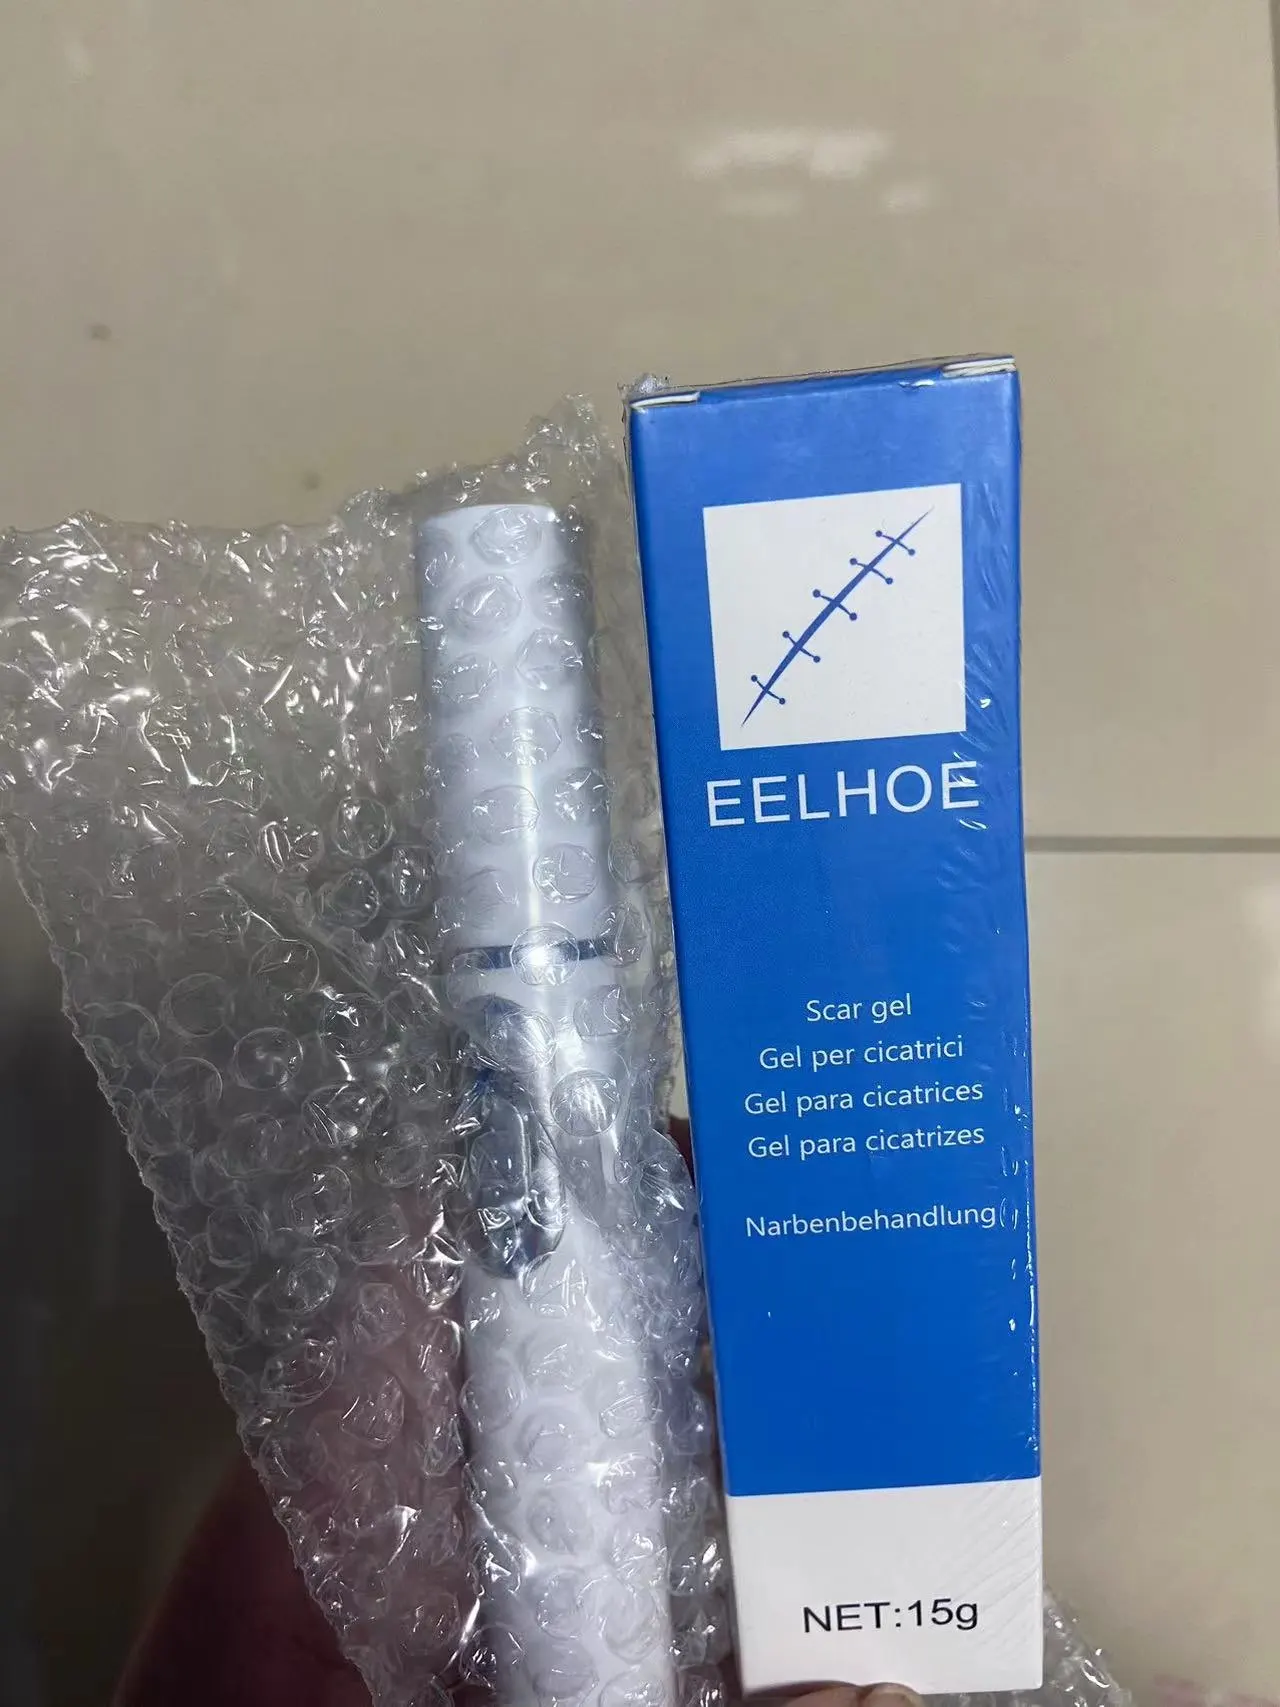 EELHOE
Scar gel
Gel per cicatrici
Gel para cicatrices
Gel para cicatrizes
Narbenbehandlung
NET:15g